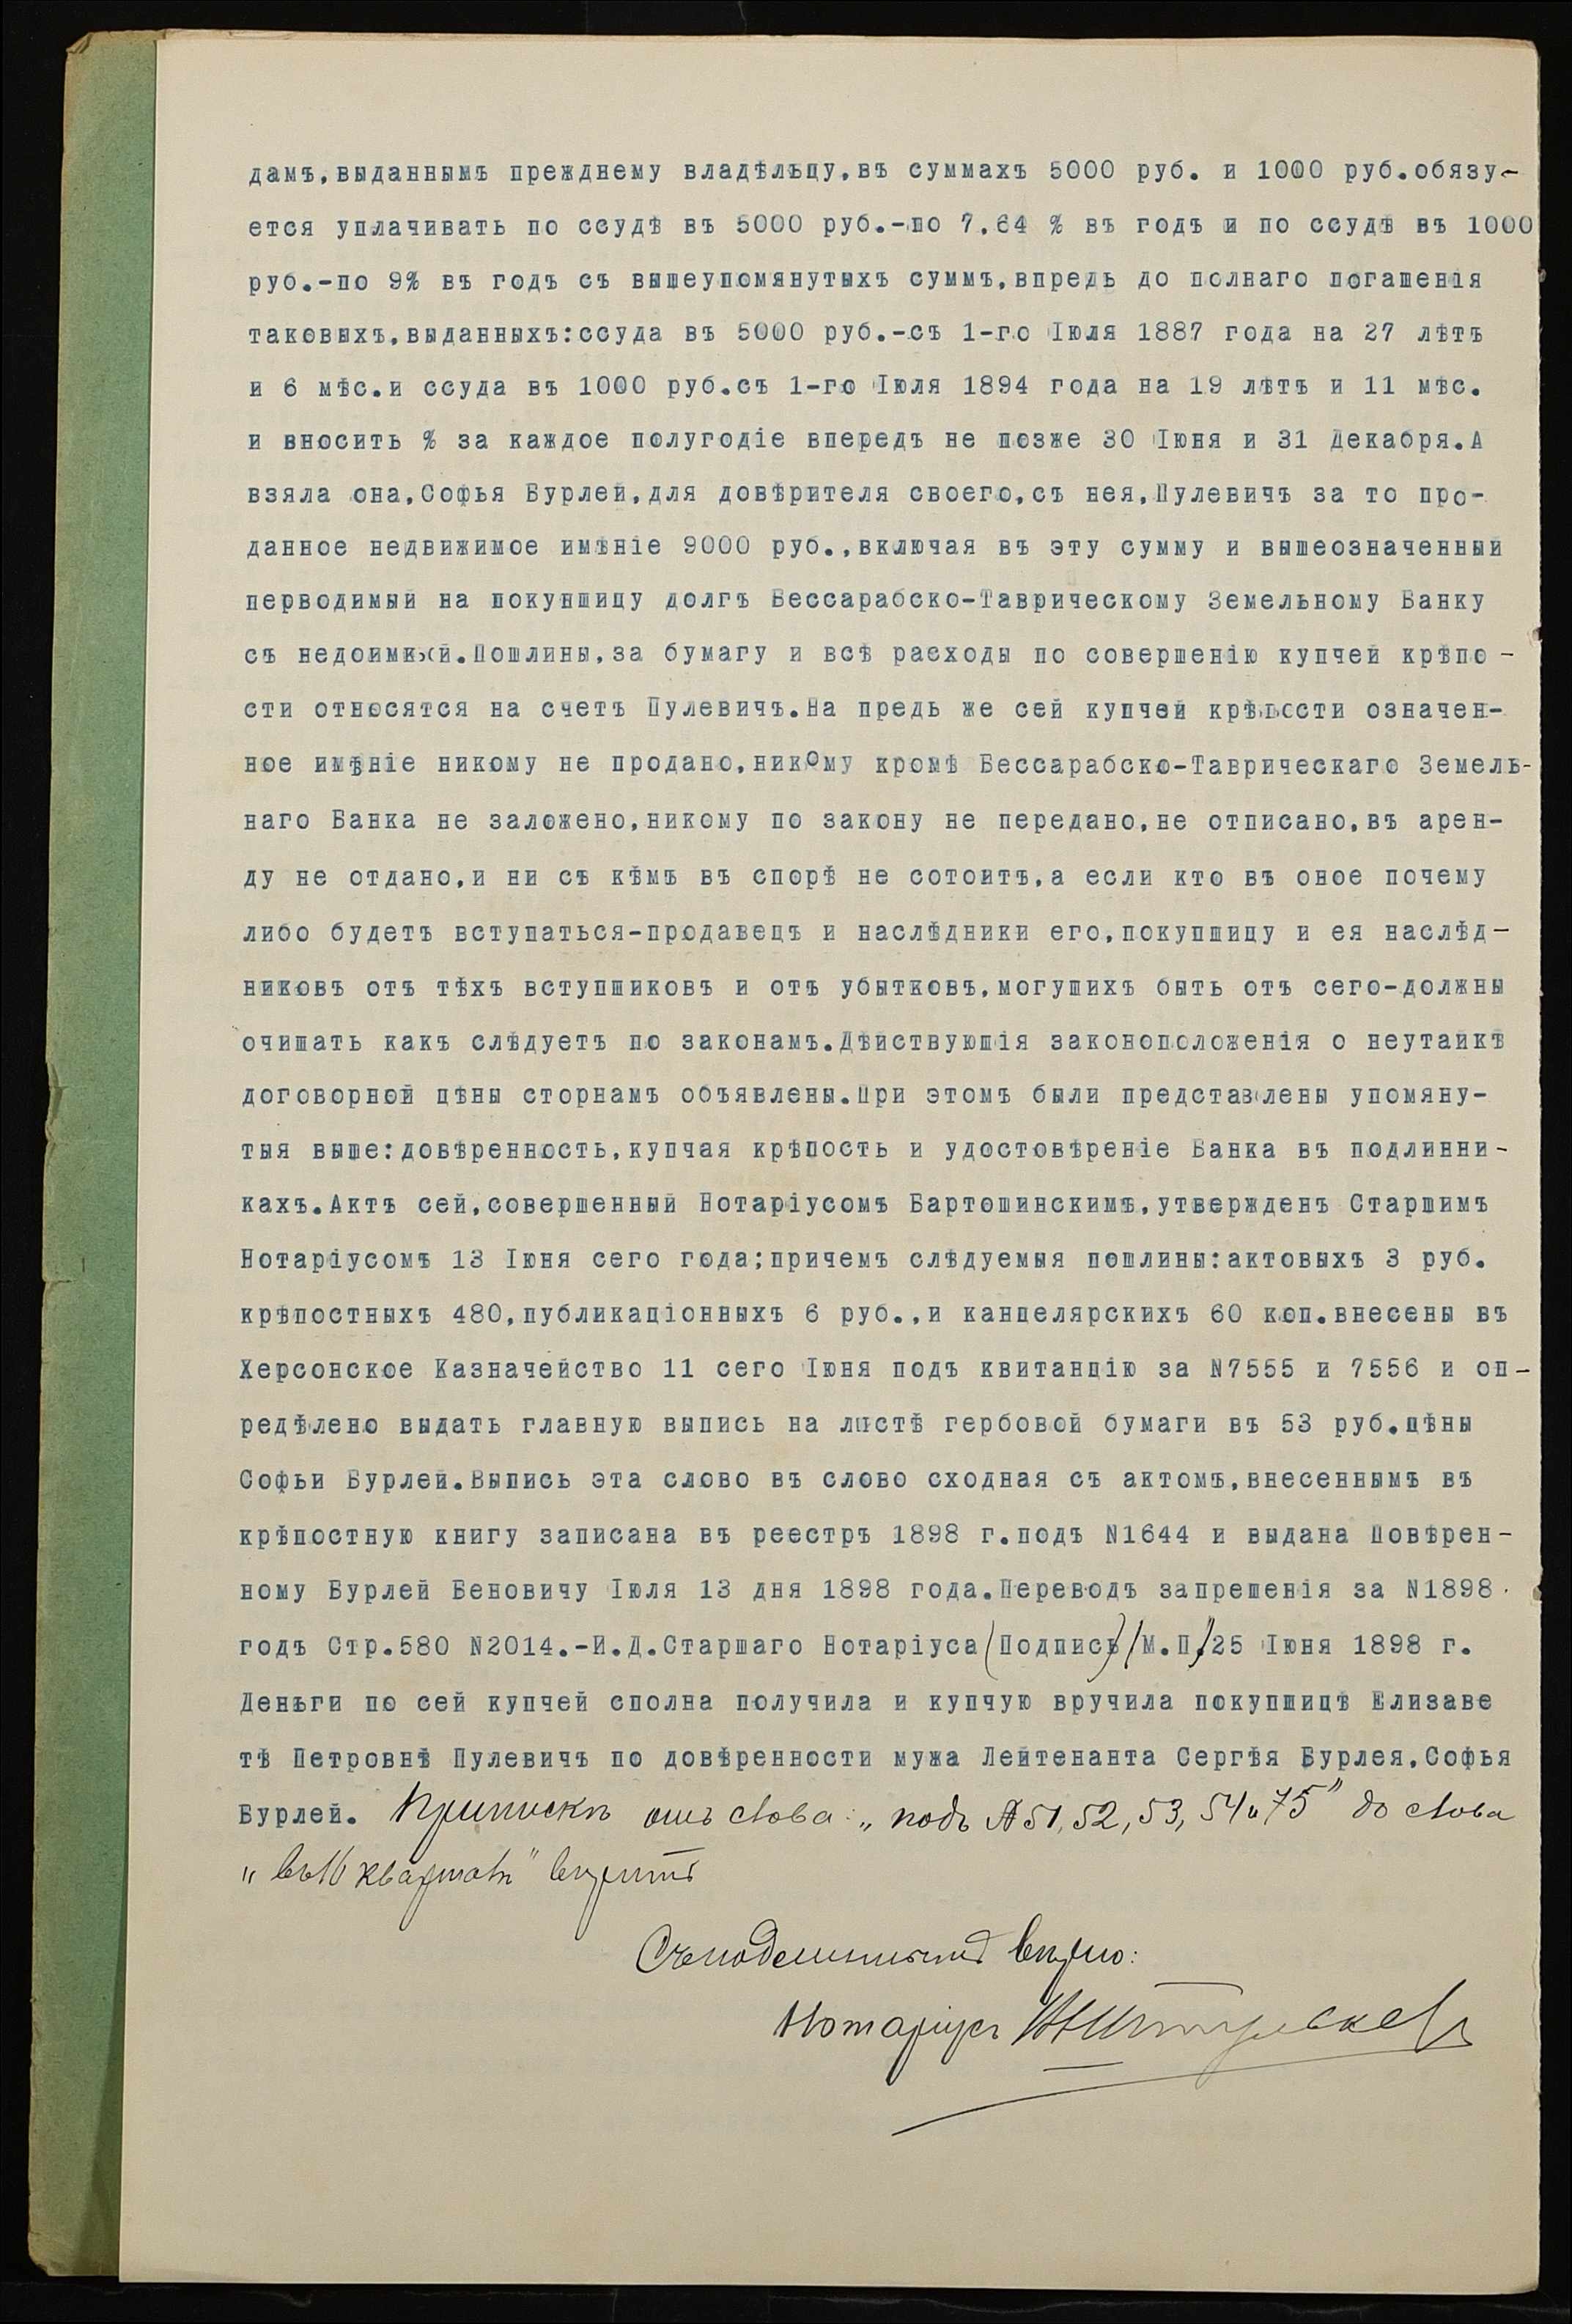 дамъ,выданнымъ прежднему владѣльцу,въ суммахъ 5000 руб. и 1000 руб.обязу-
ется уплачивать по ссудѣ въ 5000 руб.-по 7.64 % въ годъ и по ссудѣ въ 1000
руб.-по 9% въ годъ съ вышеупомянутыхъ суммъ,впредь до полнаго погашенія
таковыхъ,выданныхъ:ссуда въ 5000 руб.-съ 1-го Іюля 1887 года на 27 лѣтъ
и 6 мѣс.и ссуда въ 1000 руб.съ 1-го Іюля 1894 года на 19 лѣтъ и 11 мѣс.
и вносить % за каждое полугодіе впередъ не позже 30 Іюня и 31 Декабря.А
взяла она,Софья Бурлей,для довѣрителя своего,съ нея,Пулевичъ за то про-
данное недвижимое имѣніе 9000 руб.,включая въ эту сумму и вышеозначенный
перводимый на покупшицу долгъ Бессарабско-Таврическому Земельному Банку
съ недоимкой.Пошлины,за бумагу и всѣ расходы по совершенію купчей крѣпо-
сти относятся на счетъ Пулевичъ.На предь же сей купчей крѣпости означен-
ное имѣніе никому не продано,никому кромѣ Бессарабско-Таврическаго Земель-
наго Банка не заложено,никому по закону не передано,не отписано,въ арен-
ду не отдано,и ни съ кѣмъ въ спорѣ не сотоитъ,а если кто въ оное почему
либо будетъ вступаться-продавецъ и наслѣдники его,покупшицу и ея наслѣд-
никовъ отъ тѣхъ вступшиковъ и отъ убытковъ,могушихъ быть отъ сего-должны
очишать какъ слѣдуетъ по законамъ.Дѣйствуюшія законоположенія о неутайкѣ
договорной цѣны сторнамъ объявлены.При этомъ были представлены упомяну-
тыя выше:довѣренность,купчая крѣпость и удостовѣреніе Банка въ подлинни-
кахъ.Актъ сей,совершенный Нотаріусомъ Бартошинскимъ,утвержденъ Старшимъ
Нотаріусомъ 13 Іюня сего года;причемъ слѣдуемыя пошлины:актовыхъ 3 руб.
крѣпостныхъ 480,публикаціонныхъ 6 руб.,и канцелярскихъ 60 коп.внесены въ
Херсонское Казначейство 11 сего Іюня подъ квитанцію за N7555 и 7556 и оп-
редѣлено выдать главную выпись на листѣ гербовой бумаги въ 53 руб.цѣны
Софьи Бурлей.Выпись эта слово въ слово сходная съ актомъ,внесеннымъ въ
крѣпостную книгу записана въ реестръ 1898 г.подъ N1644 и выдана Повѣрен-
ному Бурлей Беновичу Іюля 13 дня 1898 года.Переводъ запрешенія за N1898.
годъ Стр.580 N2014.-И.Д.Старшаго Нотаріуса(Подпись)/М.П./25 Іюня 1898 г.
Деньги по сей купчей сполна получила и купчую вручила покупшицѣ Елизаве
тѣ Петровнѣ Пулевичъ по довѣренности мужа Лейтенанта Сергѣя Бурлея,Софья
Бурлей. Приписка отъ слова: „подъ № 51, 52, 53, 54 и 75" до слова
„въ кварталѣ" вѣрить
Съ подлиннымъ вѣрно:
Нотаріусъ